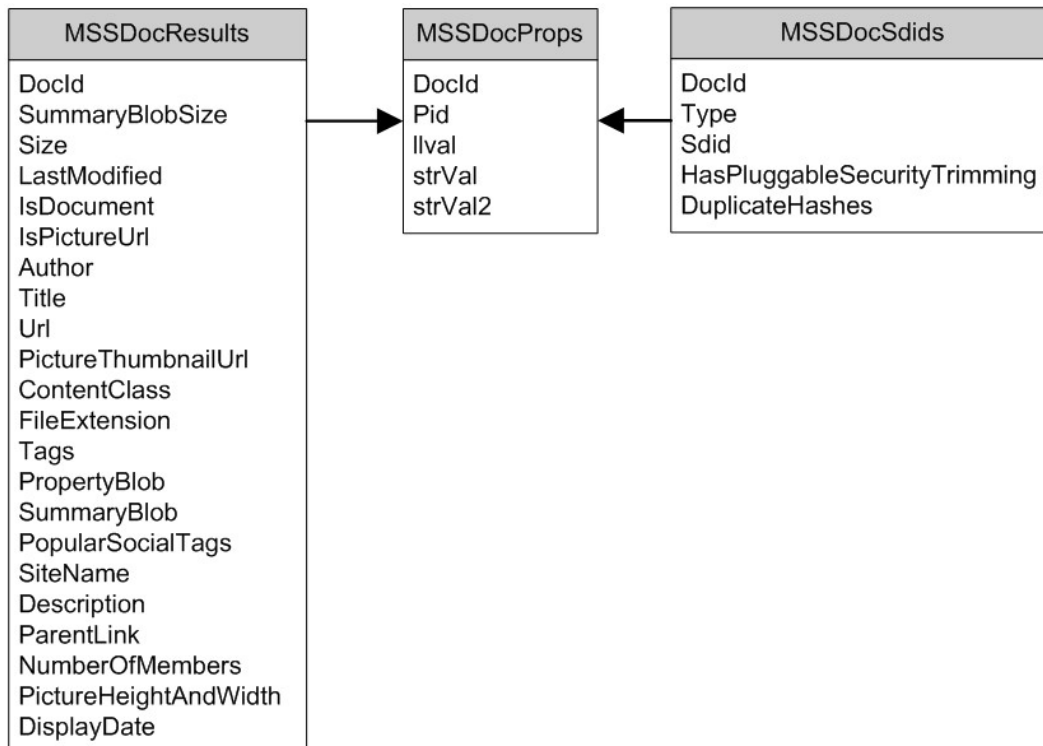 MSSDocResults
DocId
SummaryBlobSize
Size
LastModified
IsDocument
IsPictureUrl
Author
Title
Url
PictureThumbnailUrl
ContentClass
FileExtension
Tags
PropertyBlob
SummaryBlob
PopularSocialTags
SiteName
Description
ParentLink
NumberOfMembers
PictureHeightAndWidth
DisplayDate
MSSDocProps
DocId
Pid
llval
strVal
strVal2
MSSDocSdids
DocId
Type
Sdid
HasPluggableSecurityTrimming
DuplicateHashes